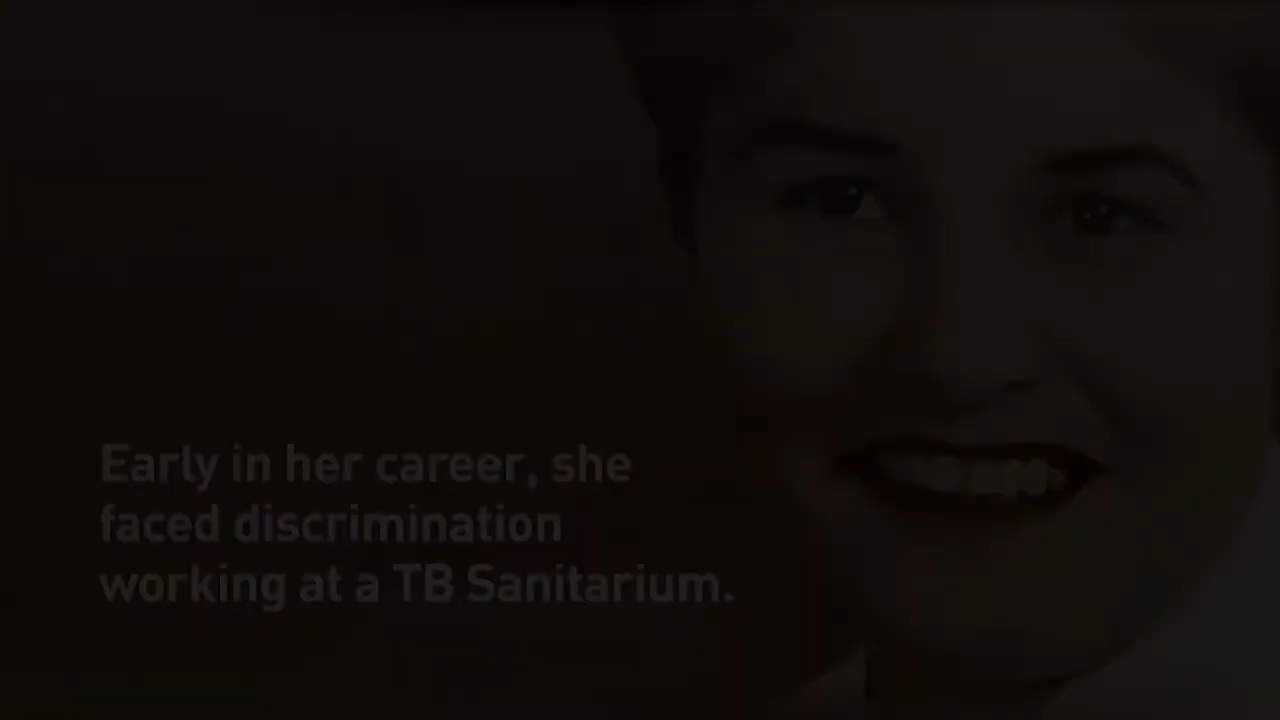 Early in her career, she
faced discrimination
working at a TB Sanitarium.